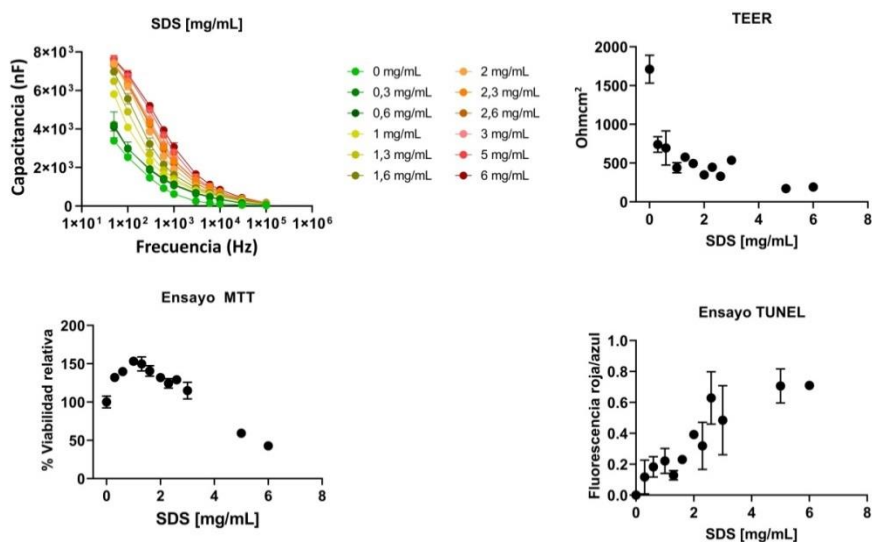 SDS [mg/mL]
Capacitancia (nF)
8×10³
6×10³
4×10³
2×10³
0
1×10¹ 1×10² 1×10³ 1×10⁴ 1×10⁵ 1×10⁶
Frecuencia (Hz)
0 mg/mL
0,3 mg/mL
0,6 mg/mL
1 mg/mL
1,3 mg/mL
1,6 mg/mL
2 mg/mL
2,3 mg/mL
2,6 mg/mL
3 mg/mL
5 mg/mL
6 mg/mL
TEER
Ohmcm²
2000
1500
1000
500
0
0 2 4 6 8
SDS [mg/mL]
Ensayo MTT
% Viabilidad relativa
200
150
100
50
0
0 2 4 6 8
SDS [mg/mL]
Ensayo TUNEL
Fluorescencia roja/azul
1.0
0.8
0.6
0.4
0.2
0.0
0 2 4 6 8
SDS [mg/mL]